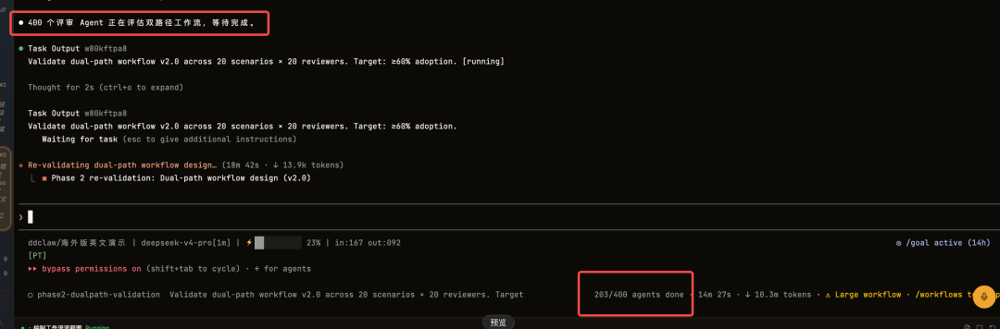 ● 400 个评审 Agent 正在评估双路径工作流，等待完成。
● Task Output w80kftpa8
Validate dual-path workflow v2.0 across 20 scenarios × 20 reviewers. Target: ≥60% adoption. [running]
Thought for 2s (ctrl+o to expand)
Task Output w80kftpa8
Validate dual-path workflow v2.0 across 20 scenarios × 20 reviewers. Target: ≥60% adoption.
Waiting for task (esc to give additional instructions)
✳ Re-validating dual-path workflow design… (18m 42s · ↓ 13.9k tokens)
⎿ ◼ Phase 2 re-validation: Dual-path workflow design (v2.0)
❯
ddclaw/海外版英文演示 | deepseek-v4-pro[1m] | ⚡ 23% | in:167 out:092
◎ /goal active (14h)
[PT]
▸▸ bypass permissions on (shift+tab to cycle) · ← for agents
○ phase2-dualpath-validation Validate dual-path workflow v2.0 across 20 scenarios × 20 reviewers. Target 203/400 agents done · 14m 27s · ↓ 10.3m tokens · ⚠ Large workflow · /workflows
预览
Running